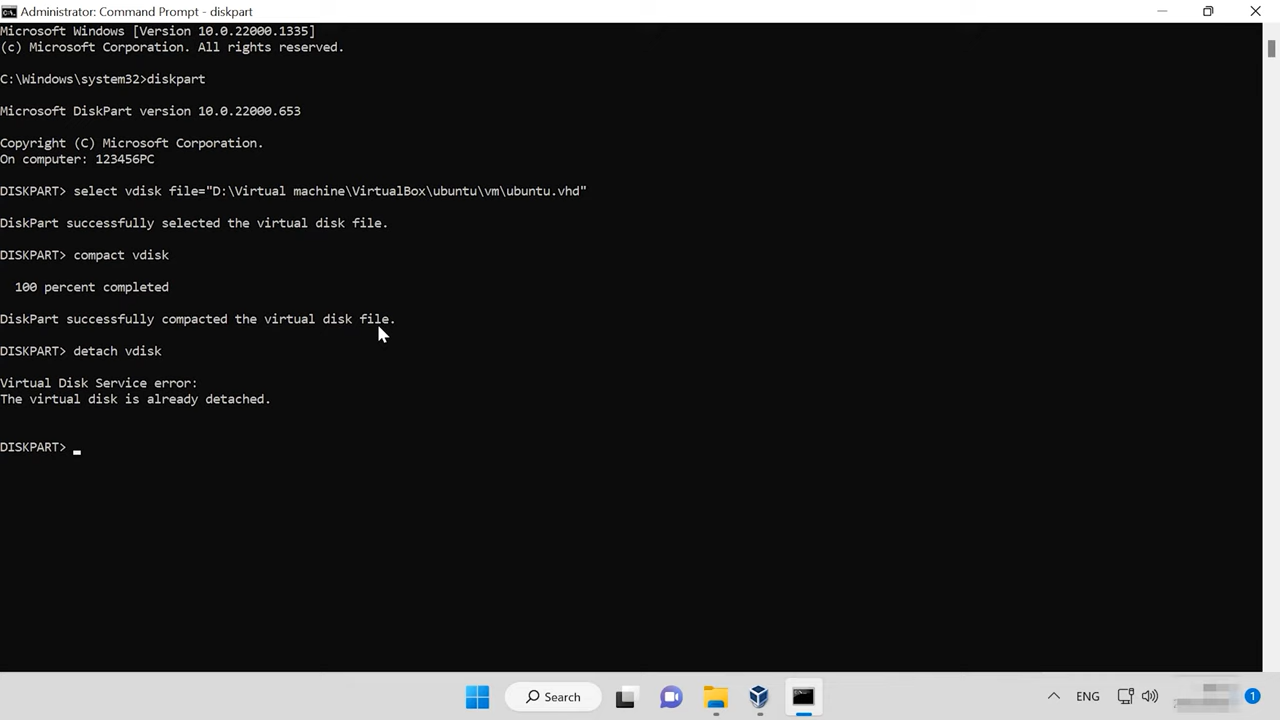 Administrator: Command Prompt - diskpart
Microsoft Windows [Version 10.0.22000.1335]
(c) Microsoft Corporation. All rights reserved.
C:\Windows\system32>diskpart
Microsoft DiskPart version 10.0.22000.653
Copyright (C) Microsoft Corporation.
On computer: 123456PC
DISKPART> select vdisk file="D:\Virtual machine\VirtualBox\ubuntu\vm\ubuntu.vhd"
DiskPart successfully selected the virtual disk file.
DISKPART> compact vdisk
100 percent completed
DiskPart successfully compacted the virtual disk file.
DISKPART> detach vdisk
Virtual Disk Service error:
The virtual disk is already detached.
DISKPART>
Search
ENG
1